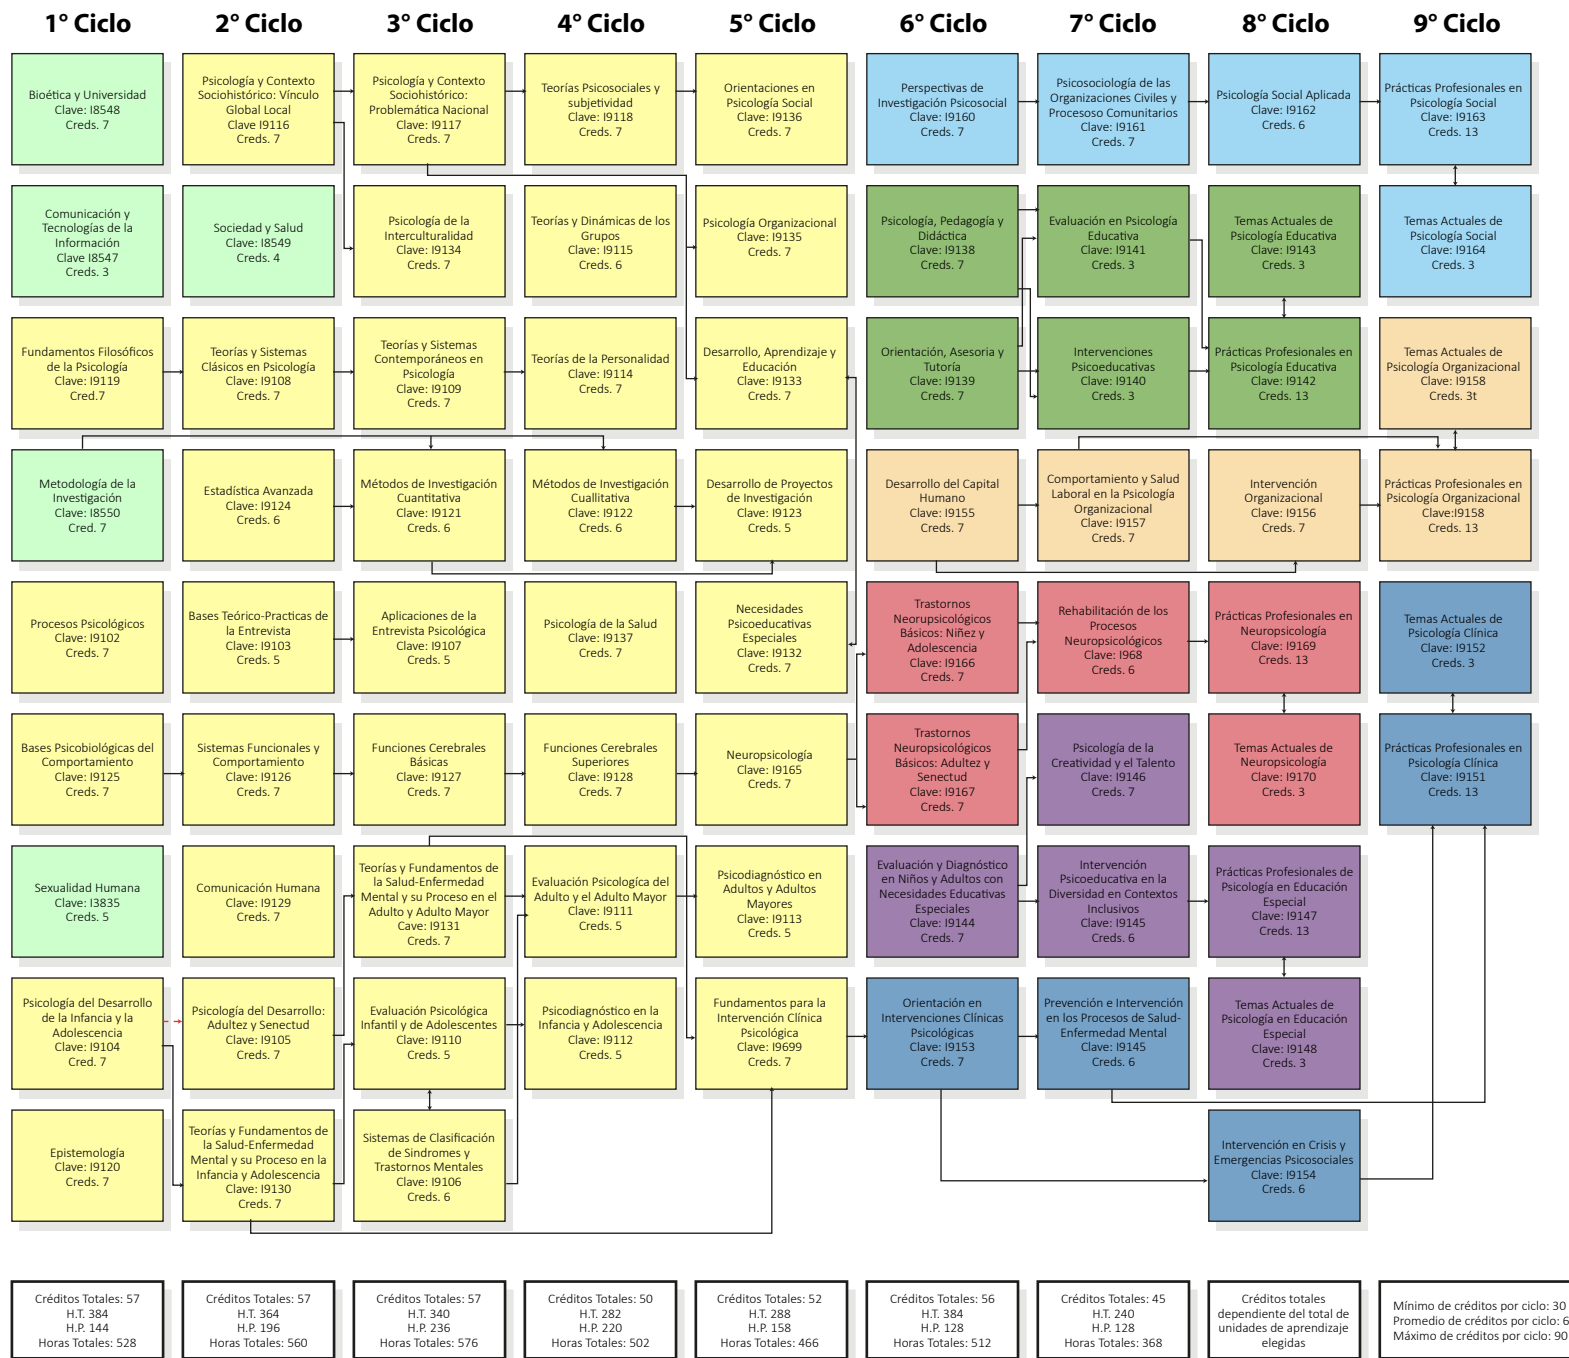 1° Ciclo
2° Ciclo
3° Ciclo
4° Ciclo
5° Ciclo
6° Ciclo
7° Ciclo
8° Ciclo
9° Ciclo
Bioética y Universidad
Clave: I8548
Creds. 7
Psicología y Contexto
Sociohistórico: Vínculo
Global Local
Clave I9116
Creds. 7
Psicología y Contexto
Sociohistórico:
Problemática Nacional
Clave: I9117
Creds. 7
Teorías Psicosociales y
subjetividad
Clave: I9118
Creds. 7
Orientaciones en
Psicología Social
Clave: I9136
Creds. 7
Perspectivas de
Investigación Psicosocial
Clave: I9160
Creds. 7
Psicosociología de las
Organizaciones Civiles y
Procesoso Comunitarios
Clave: I9161
Creds. 7
Psicología Social Aplicada
Clave: I9162
Creds. 6
Prácticas Profesionales en
Psicología Social
Clave: I9163
Creds. 13
Comunicación y
Tecnologías de la
Información
Clave I8547
Creds. 3
Sociedad y Salud
Clave: I8549
Creds. 4
Psicología de la
Interculturalidad
Clave: I9134
Creds. 7
Teorías y Dinámicas de los
Grupos
Clave: I9115
Creds. 6
Psicología Organizacional
Clave: I9135
Creds. 7
Psicología, Pedagogía y
Didáctica
Clave: I9138
Creds. 7
Evaluación en Psicología
Educativa
Clave: I9141
Creds. 3
Temas Actuales de
Psicología Educativa
Clave: I9143
Creds. 3
Temas Actuales de
Psicología Social
Clave: I9164
Creds. 3
Fundamentos Filosóficos
de la Psicología
Clave: I9119
Cred.7
Teorías y Sistemas
Clásicos en Psicología
Clave: I9108
Creds. 7
Teorías y Sistemas
Contemporáneos en
Psicología
Clave: I9109
Creds. 7
Teorías de la Personalidad
Clave: I9114
Creds. 7
Desarrollo, Aprendizaje y
Educación
Clave: I9133
Creds. 7
Orientación, Asesoria y
Tutoría
Clave: I9139
Creds. 7
Intervenciones
Psicoeducativas
Clave: I9140
Creds. 3
Prácticas Profesionales en
Psicología Educativa
Clave: I9142
Creds. 13
Temas Actuales de
Psicología Organizacional
Clave: I9158
Creds. 3t
Metodología de la
Investigación
Clave: I8550
Cred. 7
Estadística Avanzada
Clave: I9124
Creds. 6
Métodos de Investigación
Cuantitativa
Clave: I9121
Creds. 6
Métodos de Investigación
Cuallitativa
Clave: I9122
Creds. 6
Desarrollo de Proyectos
de Investigación
Clave: I9123
Creds. 5
Desarrollo del Capital
Humano
Clave: I9155
Creds. 7
Comportamiento y Salud
Laboral en la Psicología
Organizacional
Clave: I9157
Creds. 7
Intervención
Organizacional
Clave: I9156
Creds. 7
Prácticas Profesionales en
Psicología Organizacional
Clave:I9158
Creds. 13
Procesos Psicológicos
Clave: I9102
Creds. 7
Bases Teórico-Practicas de
la Entrevista
Clave: I9103
Creds. 5
Aplicaciones de la
Entrevista Psicológica
Clave: I9107
Creds. 5
Psicología de la Salud
Clave: I9137
Creds. 7
Necesidades
Psicoeducativas
Especiales
Clave: I9132
Creds. 7
Trastornos
Neorupsicológicos
Básicos: Niñez y
Adolescencia
Clave: I9166
Creds. 7
Rehabilitación de los
Procesos
Neuropsicológicos
Clave: I968
Creds. 6
Prácticas Profesionales en
Neuropsicología
Clave: I9169
Creds. 13
Temas Actuales de
Psicología Clínica
Clave: I9152
Creds. 3
Bases Psicobiológicas del
Comportamiento
Clave: I9125
Creds. 7
Sistemas Funcionales y
Comportamiento
Clave: I9126
Creds. 7
Funciones Cerebrales
Básicas
Clave: I9127
Creds. 7
Funciones Cerebrales
Superiores
Clave: I9128
Creds. 7
Neuropsicología
Clave: I9165
Creds. 7
Trastornos
Neuropsicológicos
Básicos: Adultez y
Senectud
Clave: I9167
Creds. 7
Psicología de la
Creatividad y el Talento
Clave: I9146
Creds. 7
Temas Actuales de
Neuropsicología
Clave: I9170
Creds. 3
Prácticas Profesionales en
Psicología Clínica
Clave: I9151
Creds. 13
Sexualidad Humana
Clave: I3835
Creds. 5
Comunicación Humana
Clave: I9129
Creds. 7
Teorías y Fundamentos de
la Salud-Enfermedad
Mental y su Proceso en el
Adulto y Adulto Mayor
Cave: I9131
Creds. 7
Evaluación Psicologíca del
Adulto y el Adulto Mayor
Clave: I9111
Creds. 5
Psicodiagnóstico en
Adultos y Adultos
Mayores
Clave: I9113
Creds. 5
Evaluación y Diagnóstico
en Niños y Adultos con
Necesidades Educativas
Especiales
Clave: I9144
Creds. 7
Intervención
Psicoeducativa en la
Diversidad en Contextos
Inclusivos
Clave: I9145
Creds. 6
Prácticas Profesionales de
Psicología en Educación
Especial
Clave: I9147
Creds. 13
Psicología del Desarrollo
de la Infancia y la
Adolescencia
Clave: I9104
Cred. 7
Psicología del Desarrollo:
Adultez y Senectud
Clave: I9105
Creds. 7
Evaluación Psicológica
Infantil y de Adolescentes
Clave: I9110
Creds. 5
Psicodiagnóstico en la
Infancia y Adolescencia
Clave: I9112
Creds. 5
Fundamentos para la
Intervención Clínica
Psicológica
Clave: I9699
Creds. 7
Orientación en
Intervenciones Clínicas
Psicológicas
Clave: I9153
Creds. 7
Prevención e Intervención
en los Procesos de Salud-
Enfermedad Mental
Clave: I9145
Creds. 6
Temas Actuales de
Psicología en Educación
Especial
Clave: I9148
Creds. 3
Epistemología
Clave: I9120
Creds. 7
Teorías y Fundamentos de
la Salud-Enfermedad
Mental y su Proceso en la
Infancia y Adolescencia
Clave: I9130
Creds. 7
Sistemas de Clasificación
de Sindromes y
Trastornos Mentales
Clave: I9106
Creds. 6
Intervención en Crisis y
Emergencias Psicosociales
Clave: I9154
Creds. 6
Créditos Totales: 57
H.T. 384
H.P. 144
Horas Totales: 528
Créditos Totales: 57
H.T. 364
H.P. 196
Horas Totales: 560
Créditos Totales: 57
H.T. 340
H.P. 236
Horas Totales: 576
Créditos Totales: 50
H.T. 282
H.P. 220
Horas Totales: 502
Créditos Totales: 52
H.T. 288
H.P. 158
Horas Totales: 466
Créditos Totales: 56
H.T. 384
H.P. 128
Horas Totales: 512
Créditos Totales: 45
H.T. 240
H.P. 128
Horas Totales: 368
Créditos totales
dependiente del total de
unidades de aprendizaje
elegidas
Mínimo de créditos por ciclo: 30
Promedio de créditos por ciclo: 6
Máximo de créditos por ciclo: 90